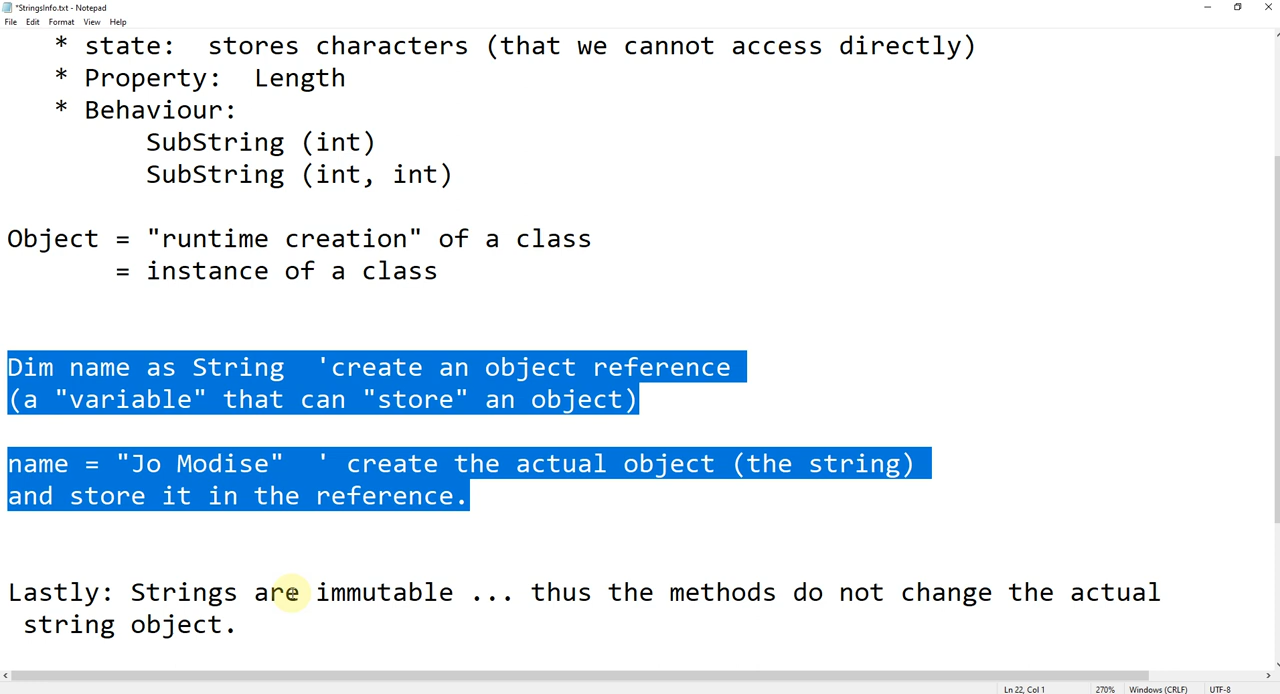 *StringsInfo.txt - Notepad
File Edit Format View Help
* state: stores characters (that we cannot access directly)
* Property: Length
* Behaviour:
SubString (int)
SubString (int, int)
Object = "runtime creation" of a class
= instance of a class
Dim name as String 'create an object reference
(a "variable" that can "store" an object)
name = "Jo Modise" ' create the actual object (the string)
and store it in the reference.
Lastly: Strings are immutable ... thus the methods do not change the actual
string object.
Ln 22, Col 1 270% Windows (CRLF) UTF-8